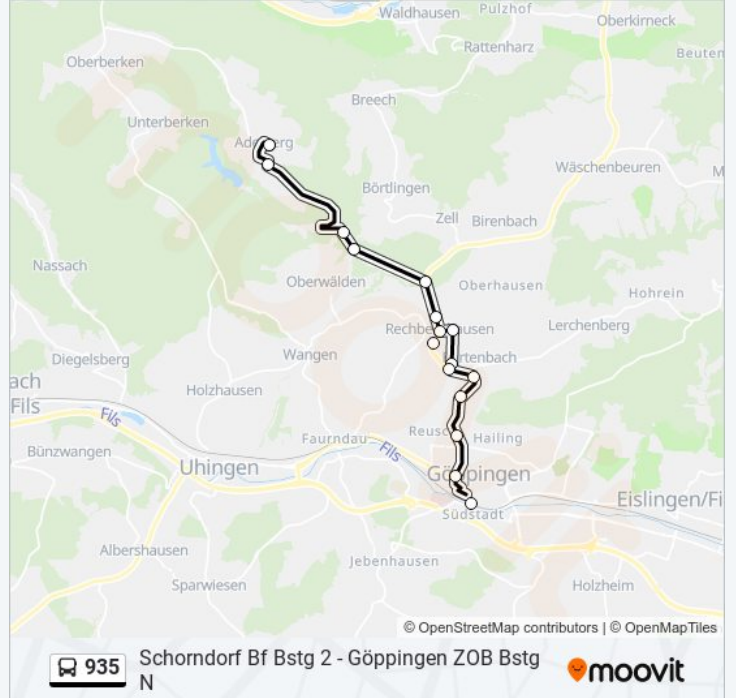 Waldhausen
Pulzhof
Oberkirneck
Rattenharz
Beuten
Oberberken
Breech
Unterberken
Wäschenbeuren
M
Börtlingen
Zell
Birenbach
Nassach
Oberwälden
Oberhausen
Hohrein
Lerchenberg
Diegelsberg
Wangen
ach
Fils
Holzhausen
Fils
Faurndau
Fils
Hailing
Bünzwangen
Uhingen
Göppingen
Eislingen/Fi
Südstadt
Albershausen
Jebenhausen
Sparwiesen
Holzheim
© OpenStreetMap contributors | © OpenMapTiles
935
Schorndorf Bf Bstg 2 - Göppingen ZOB Bstg
N
moovit